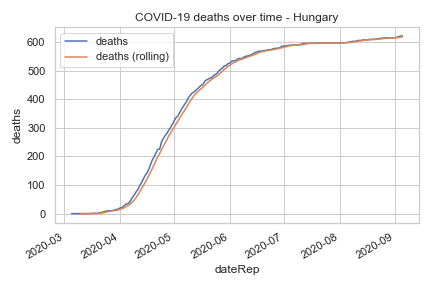 COVID-19 deaths over time - Hungary
deaths
deaths (rolling)
600
500
400
300
200
100
0
deaths
2020-03
2020-04
2020-05
2020-06
2020-07
2020-08
2020-09
dateRep